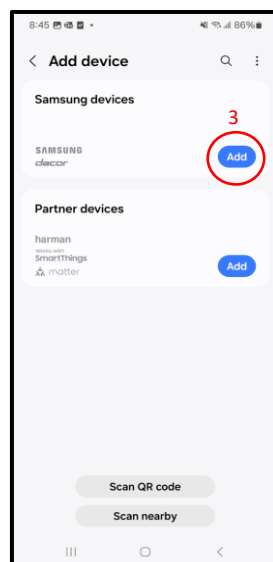 8:45
86%
Add device
Samsung devices
3
SAMSUNG
dacor
Add
Partner devices
harman
Works with
SmartThings
matter
Add
Scan QR code
Scan nearby